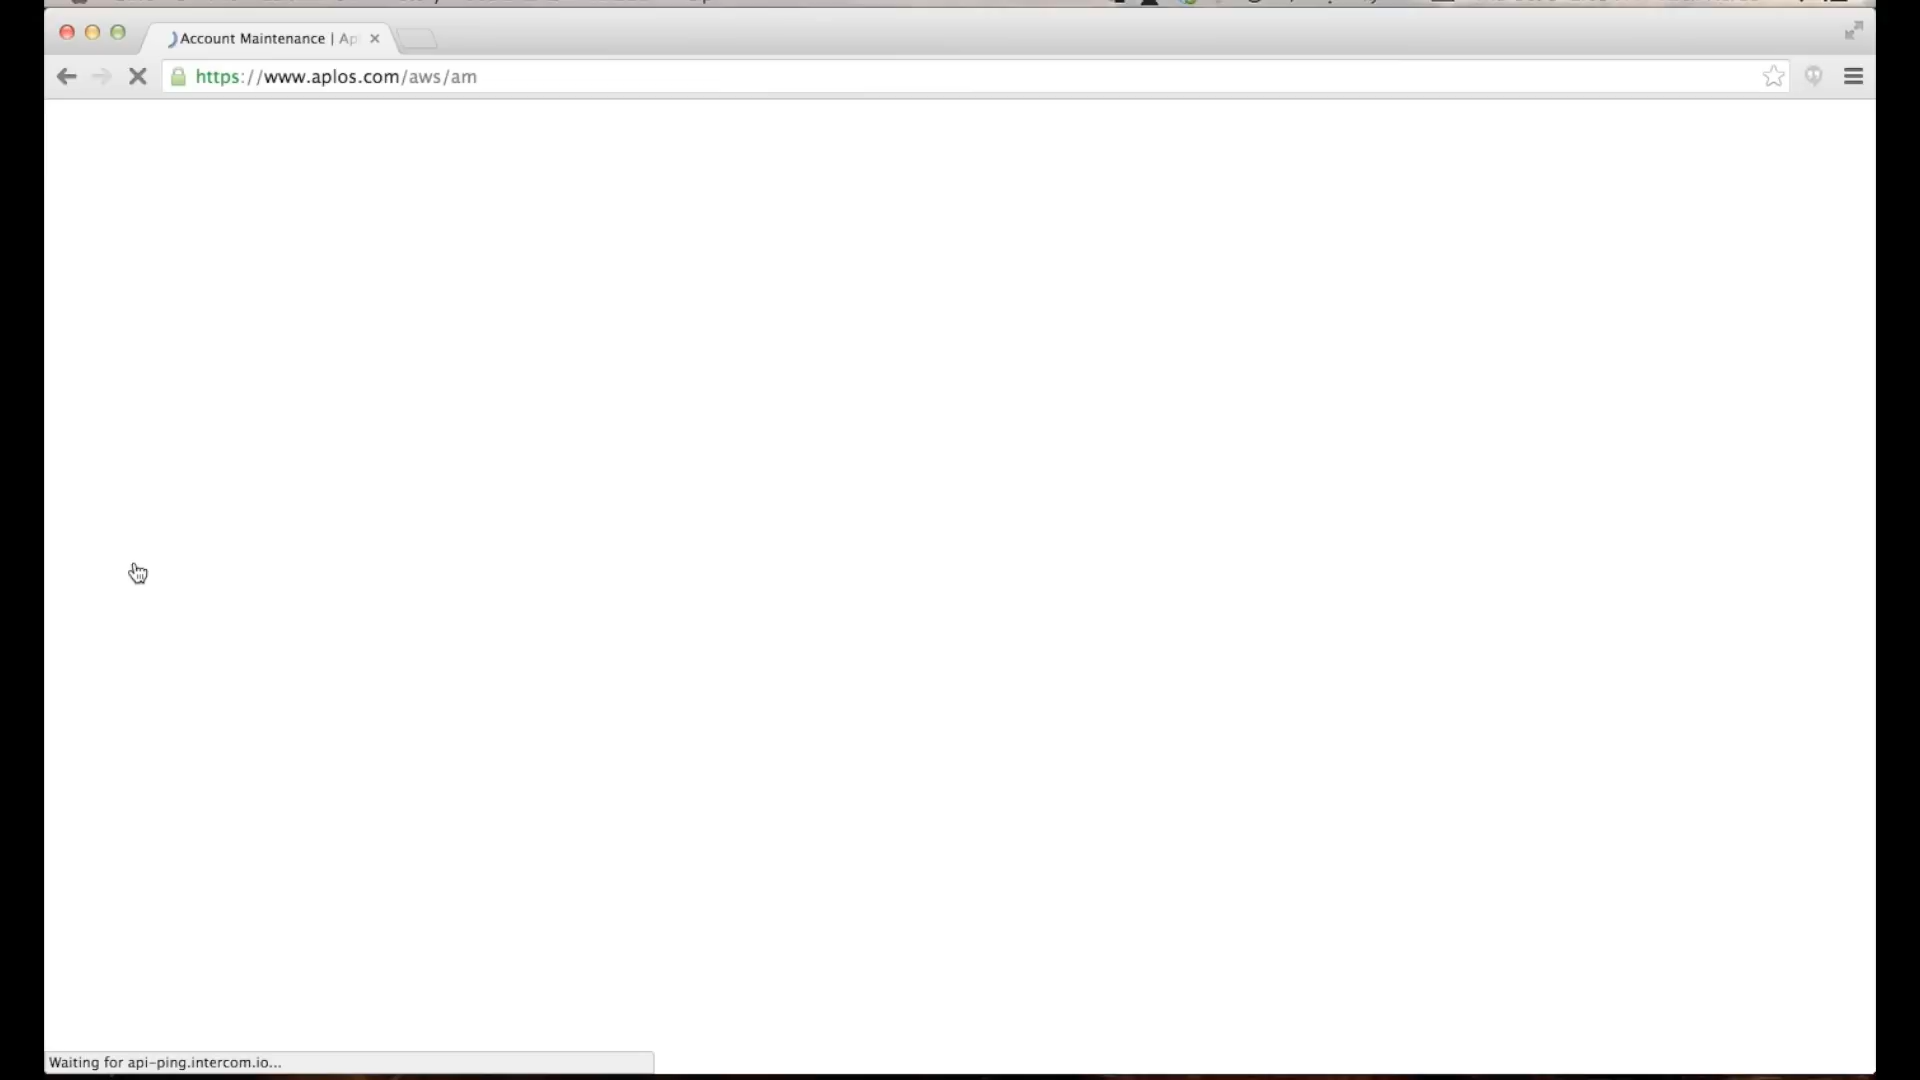 Account Maintenance | Ap
https://www.aplos.com/aws/am
Waiting for api-ping.intercom.io...